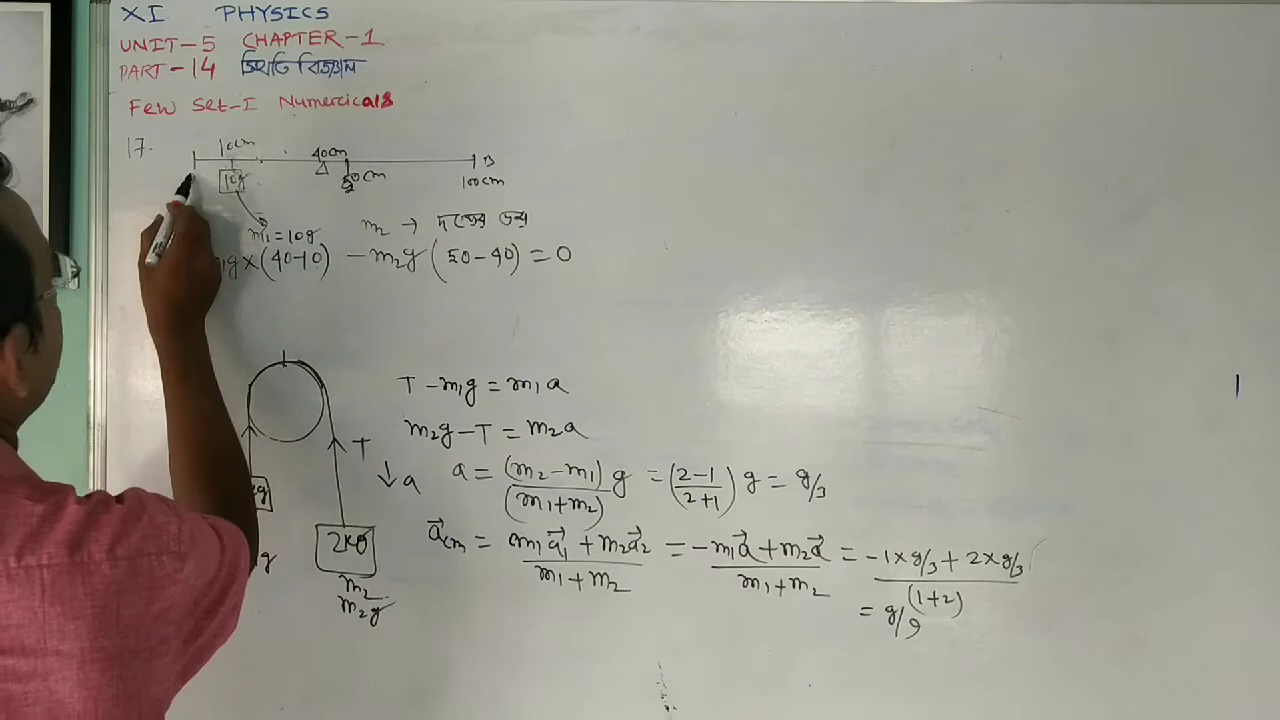 XI PHYSICS
UNIT-5 CHAPTER-1
PART-14 স্থিতি বিজ্ঞান
Few Set-I Numercicals
17.
10cm 40cm B
10g 50cm 100cm
m₁=10g m₂ → দন্ডের ভর
g×(40-10) - m₂g (50-40) = 0
T - m₁g = m₁a
m₂g - T = m₂a
T ↓a
a = (m₂-m₁)/(m₁+m₂) g = (2-1/2+1) g = g/3
2kg
m₂
m₂g
a⃗cm = m₁a⃗₁ + m₂a⃗₂/m₁+m₂ = -m₁a⃗ + m₂a⃗/m₁+m₂ = -1×g/3 + 2×g/3/(1+2)
= g/9